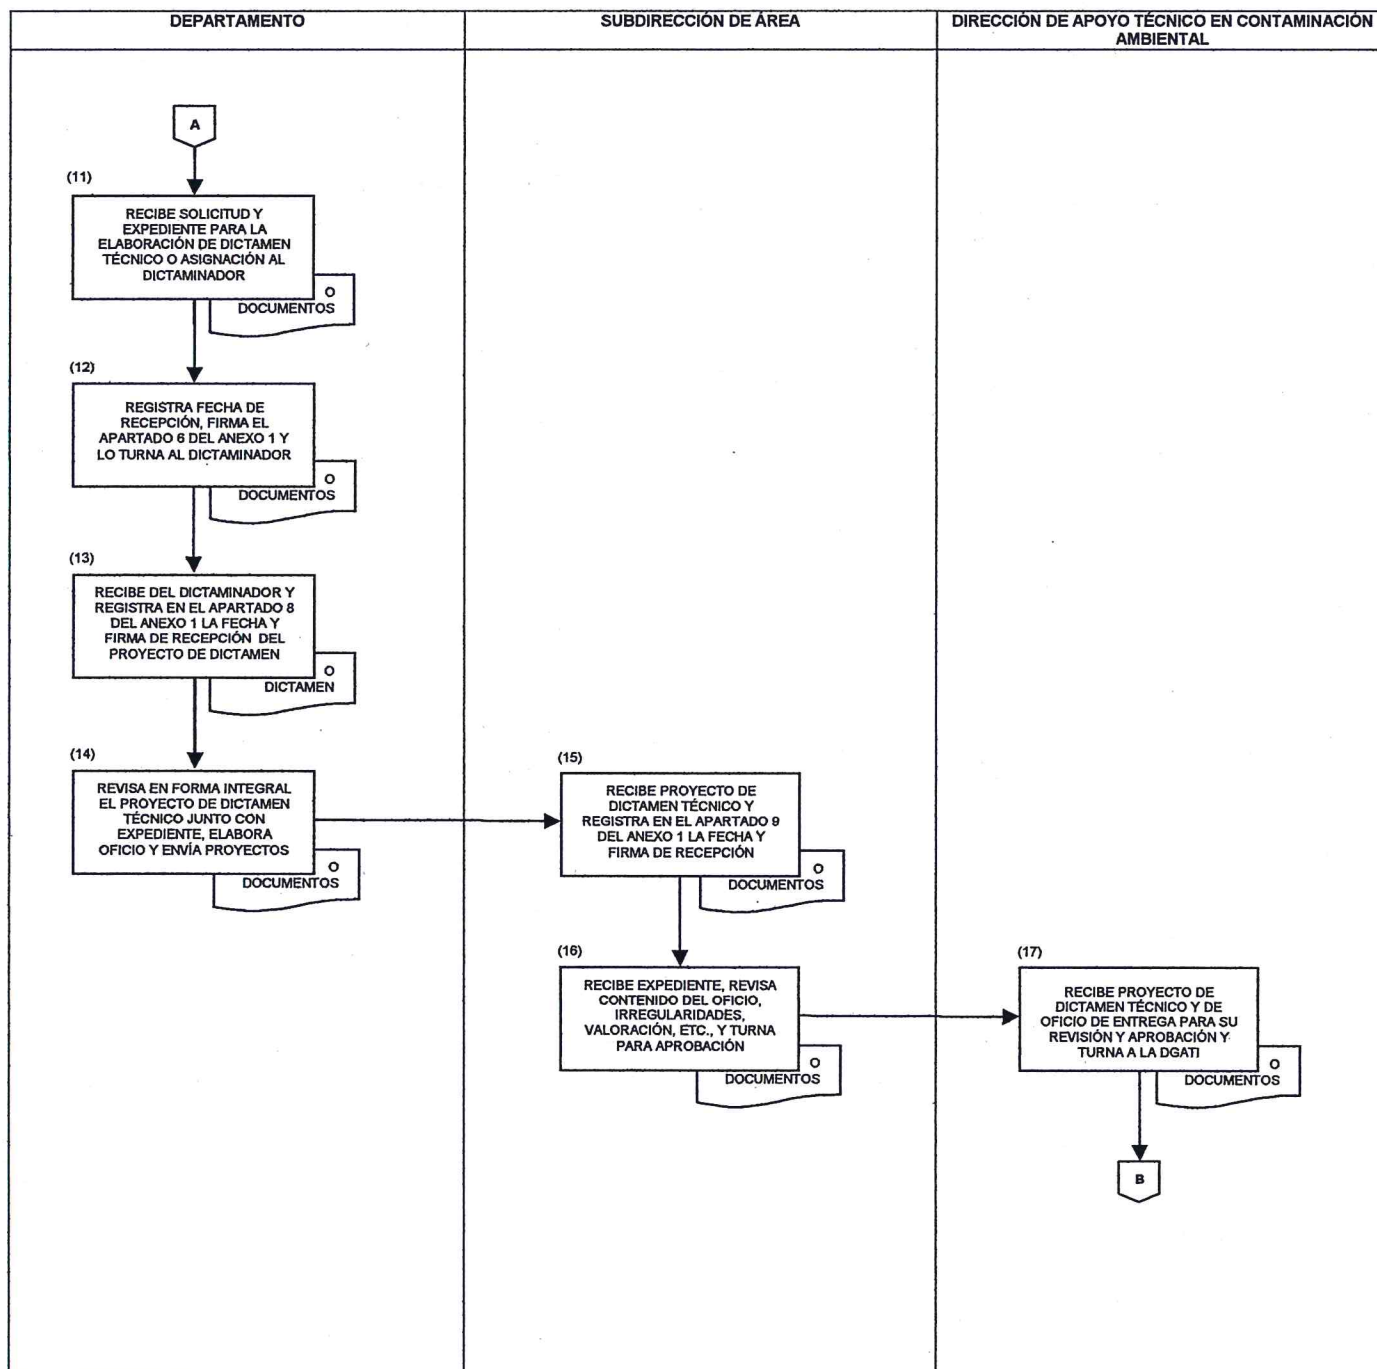 DEPARTAMENTO
SUBDIRECCIÓN DE ÁREA
DIRECCIÓN DE APOYO TÉCNICO EN CONTAMINACIÓN
AMBIENTAL
A
(11)
RECIBE SOLICITUD Y
EXPEDIENTE PARA LA
ELABORACIÓN DE DICTAMEN
TÉCNICO O ASIGNACIÓN AL
DICTAMINADOR
O
DOCUMENTOS
(12)
REGISTRA FECHA DE
RECEPCIÓN, FIRMA EL
APARTADO 6 DEL ANEXO 1 Y
LO TURNA AL DICTAMINADOR
O
DOCUMENTOS
(13)
RECIBE DEL DICTAMINADOR Y
REGISTRA EN EL APARTADO 8
DEL ANEXO 1 LA FECHA Y
FIRMA DE RECEPCIÓN DEL
PROYECTO DE DICTAMEN
O
DICTAMEN
(14)
REVISA EN FORMA INTEGRAL
EL PROYECTO DE DICTAMEN
TÉCNICO JUNTO CON
EXPEDIENTE, ELABORA
OFICIO Y ENVÍA PROYECTOS
O
DOCUMENTOS
(15)
RECIBE PROYECTO DE
DICTAMEN TÉCNICO Y
REGISTRA EN EL APARTADO 9
DEL ANEXO 1 LA FECHA Y
FIRMA DE RECEPCIÓN
O
DOCUMENTOS
(16)
RECIBE EXPEDIENTE, REVISA
CONTENIDO DEL OFICIO,
IRREGULARIDADES,
VALORACIÓN, ETC., Y TURNA
PARA APROBACIÓN
O
DOCUMENTOS
(17)
RECIBE PROYECTO DE
DICTAMEN TÉCNICO Y DE
OFICIO DE ENTREGA PARA SU
REVISIÓN Y APROBACIÓN Y
TURNA A LA DGATI
O
DOCUMENTOS
B